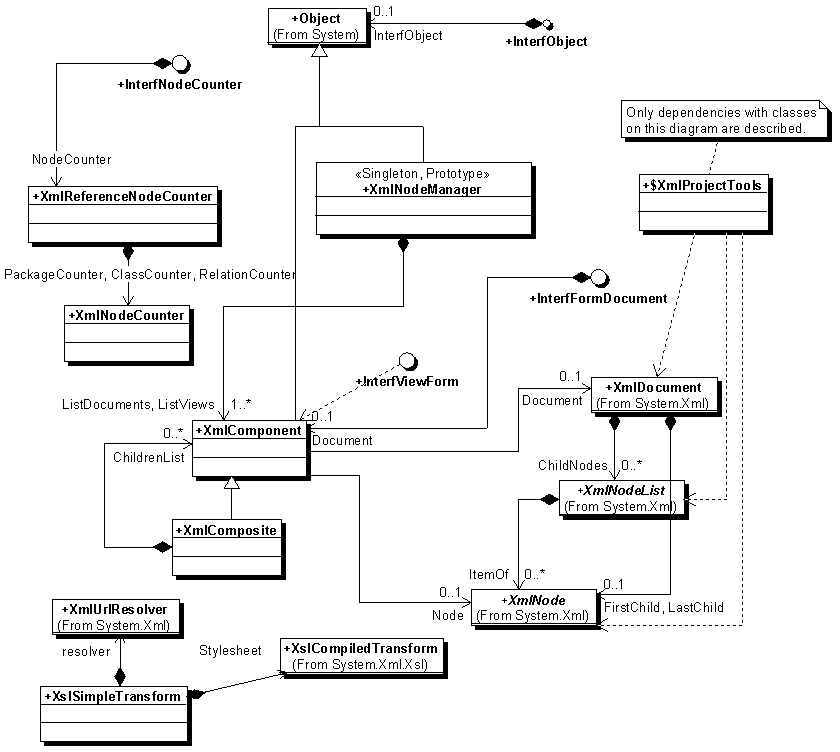 +Object
(From System)
0..1
InterfObject
+InterfObject
+InterfNodeCounter
Only dependencies with classes
on this diagram are described.
NodeCounter
«Singleton, Prototype»
+XmlNodeManager
+$XmlProjectTools
+XmlReferenceNodeCounter
PackageCounter, ClassCounter, RelationCounter
+InterfFormDocument
+XmlNodeCounter
+InterfViewForm
0..1
+XmlDocument
(From System.Xml)
Document
ListDocuments, ListViews
1..*
0..1
+XmlComponent
0..*
Document
ChildrenList
ChildNodes
0..*
+XmlNodeList
(From System.Xml)
+XmlComposite
ItemOf
0..*
0..1
0..1
+XmlNode
(From System.Xml)
Node
FirstChild, LastChild
+XmlUrlResolver
(From System.Xml)
resolver
Stylesheet
+XslCompiledTransform
(From System.Xml.Xsl)
+XslSimpleTransform